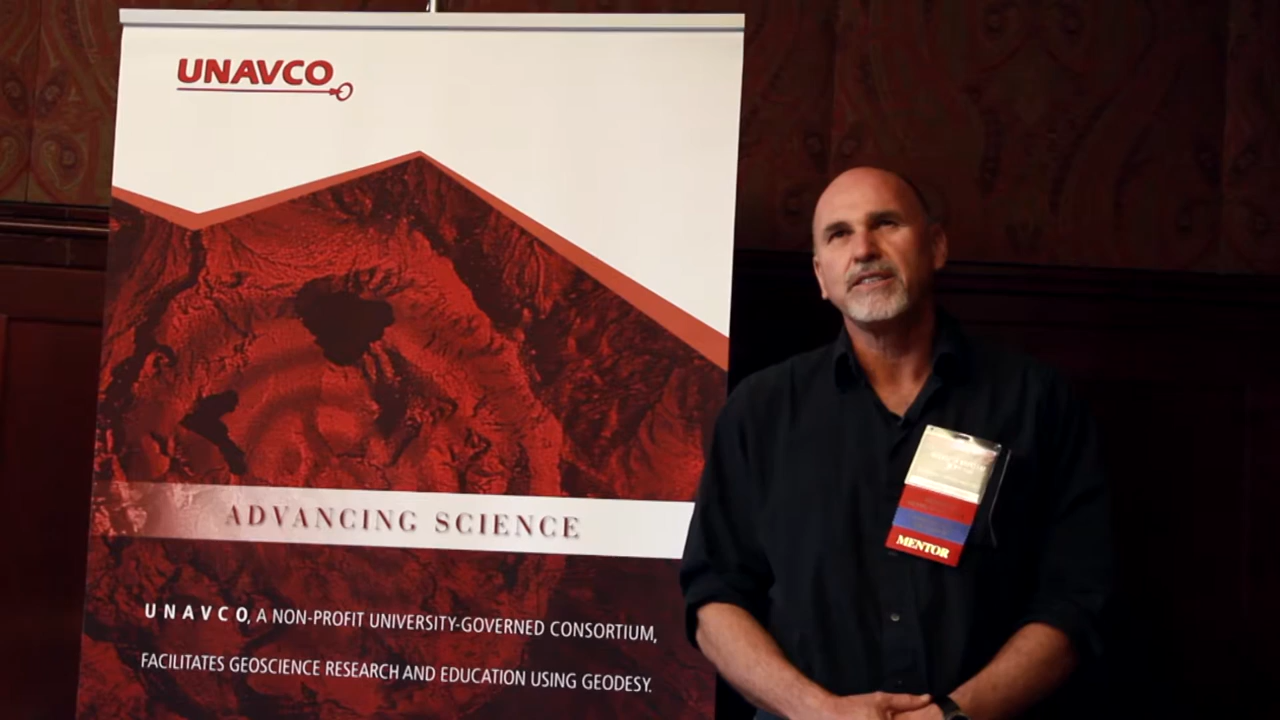 UNAVCO
ADVANCING SCIENCE
UNAVCO, A NON-PROFIT UNIVERSITY-GOVERNED CONSORTIUM,
FACILITATES GEOSCIENCE RESEARCH AND EDUCATION USING GEODESY.
MENTOR